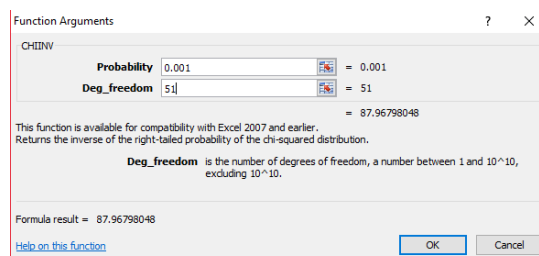 Function Arguments ? ×
CHIINV
Probability 0.001 = 0.001
Deg_freedom 51 = 51
= 87.96798048
This function is available for compatibility with Excel 2007 and earlier.
Returns the inverse of the right-tailed probability of the chi-squared distribution.
Deg_freedom is the number of degrees of freedom, a number between 1 and 10^10,
excluding 10^10.
Formula result = 87.96798048
Help on this function OK Cancel